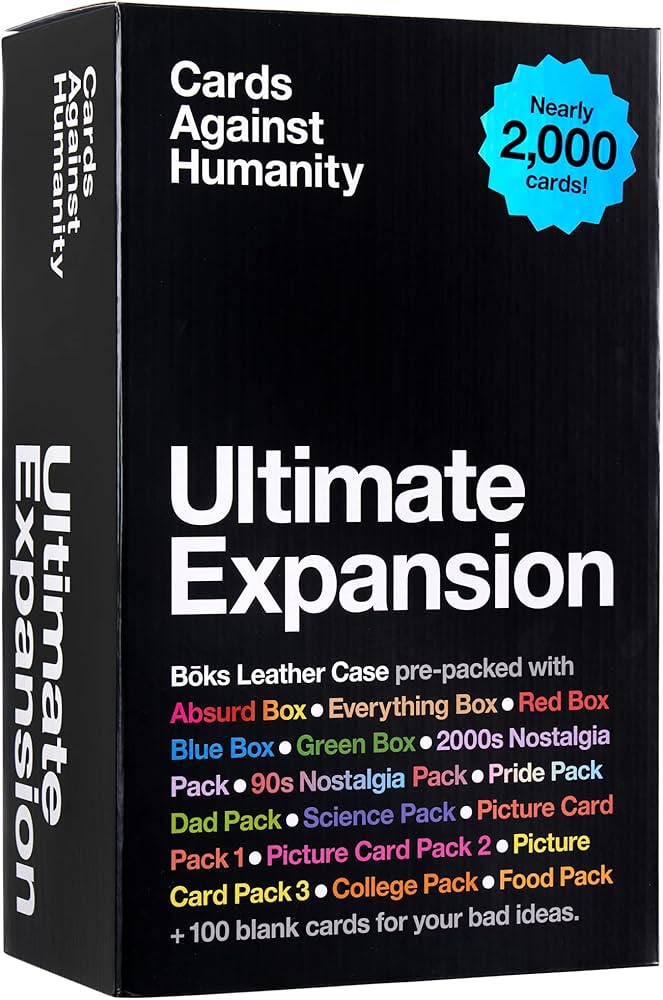 Cards
Against
Humanity
Ultimate
Expansion
Cards
Against
Humanity
Nearly
2,000
cards!
Ultimate
Expansion
Bōks Leather Case pre-packed with
Absurd Box • Everything Box • Red Box
Blue Box • Green Box • 2000s Nostalgia
Pack • 90s Nostalgia Pack • Pride Pack
Dad Pack • Science Pack • Picture Card
Pack 1 • Picture Card Pack 2 • Picture
Card Pack 3 • College Pack • Food Pack
+ 100 blank cards for your bad ideas.